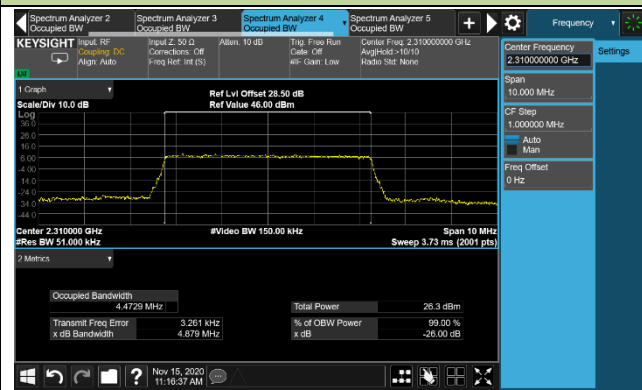 Spectrum Analyzer 2
Occupied BW
Spectrum Analyzer 3
Occupied BW
Spectrum Analyzer 4
Occupied BW
Spectrum Analyzer 5
Occupied BW
Frequency
KEYSIGHT
Input: RF
Coupling: DC
Align: Auto
Input Z: 50 Ω
Corrections: Off
Freq Ref: Int (S)
Atten: 10 dB
Trig: Free Run
Gate: Off
#IF Gain: Low
Center Freq: 2.310000000 GHz
Avg|Hold:>10/10
Radio Std: None
Center Frequency
2.310000000 GHz
Settings
Span
10.000 MHz
CF Step
1.000000 MHz
Auto
Man
Freq Offset
0 Hz
1 Graph
Scale/Div 10.0 dB
Ref Lvl Offset 28.50 dB
Ref Value 46.00 dBm
Log
36.0
26.0
16.0
6.00
-4.00
-14.0
-24.0
-34.0
-44.0
Center 2.310000 GHz
#Res BW 51.000 kHz
#Video BW 150.00 kHz
Span 10 MHz
Sweep 3.73 ms (2001 pts)
2 Metrics
Occupied Bandwidth
4.4729 MHz
Total Power 26.3 dBm
Transmit Freq Error 3.261 kHz
% of OBW Power 99.00 %
x dB Bandwidth 4.879 MHz
x dB -26.00 dB
?
Nov 15, 2020
11:16:37 AM